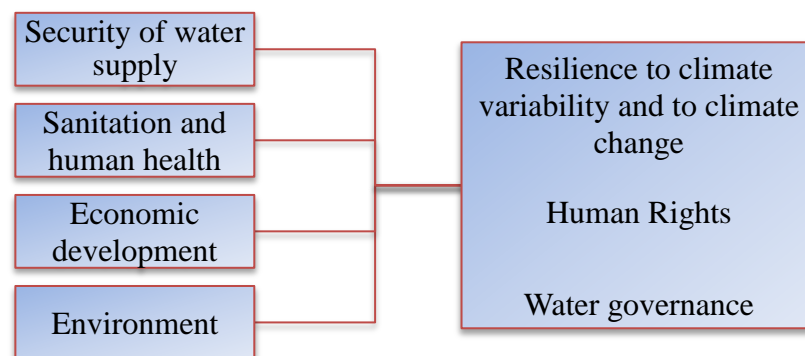 Security of water
supply
Sanitation and
human health
Economic
development
Environment
Resilience to climate
variability and to climate
change
Human Rights
Water governance